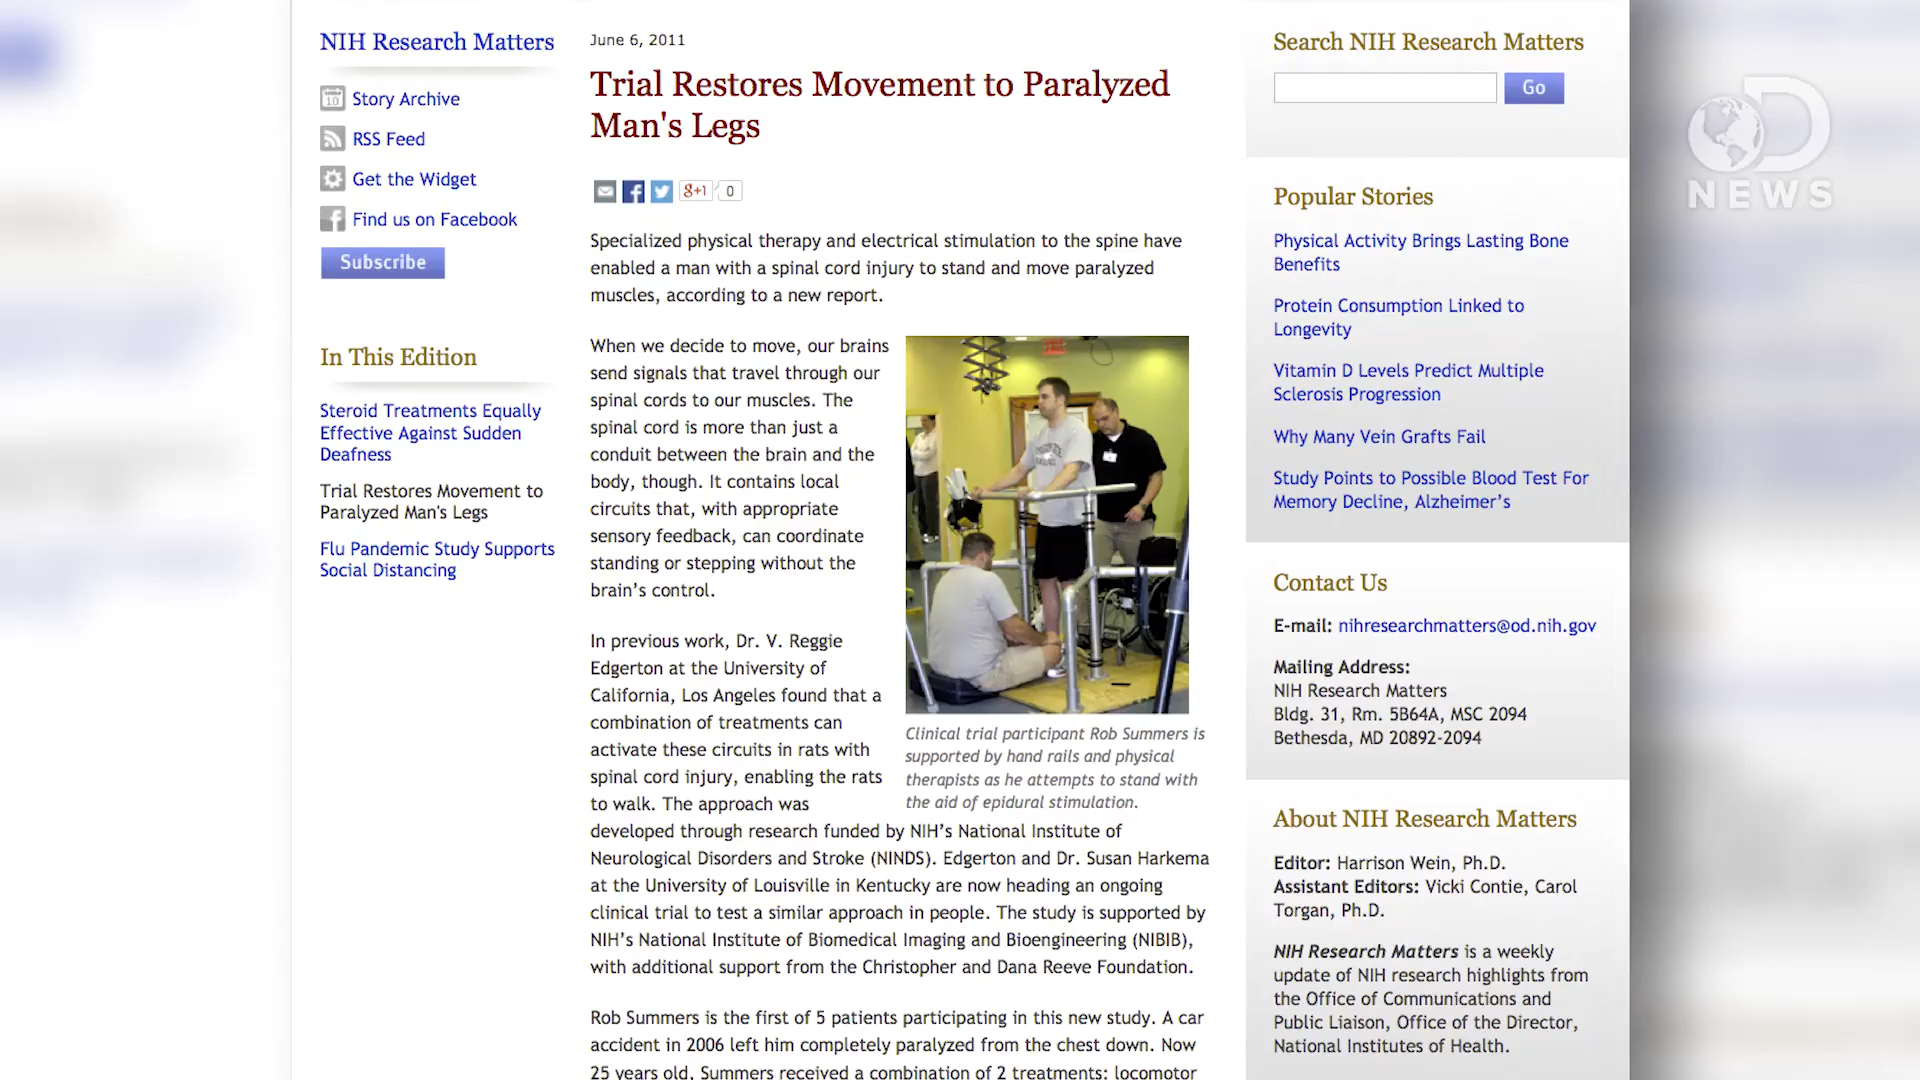 NIH Research Matters
10
Story Archive
RSS Feed
Get the Widget
Find us on Facebook
Subscribe
In This Edition
Steroid Treatments Equally
Effective Against Sudden
Deafness
Trial Restores Movement to
Paralyzed Man's Legs
Flu Pandemic Study Supports
Social Distancing
June 6, 2011
Trial Restores Movement to Paralyzed
Man's Legs
g+1 0
Specialized physical therapy and electrical stimulation to the spine have
enabled a man with a spinal cord injury to stand and move paralyzed
muscles, according to a new report.
When we decide to move, our brains
send signals that travel through our
spinal cords to our muscles. The
spinal cord is more than just a
conduit between the brain and the
body, though. It contains local
circuits that, with appropriate
sensory feedback, can coordinate
standing or stepping without the
brain’s control.
In previous work, Dr. V. Reggie
Edgerton at the University of
California, Los Angeles found that a
combination of treatments can
activate these circuits in rats with
spinal cord injury, enabling the rats
to walk. The approach was
developed through research funded by NIH’s National Institute of
Neurological Disorders and Stroke (NINDS). Edgerton and Dr. Susan Harkema
at the University of Louisville in Kentucky are now heading an ongoing
clinical trial to test a similar approach in people. The study is supported by
NIH’s National Institute of Biomedical Imaging and Bioengineering (NIBIB),
with additional support from the Christopher and Dana Reeve Foundation.
Rob Summers is the first of 5 patients participating in this new study. A car
accident in 2006 left him completely paralyzed from the chest down. Now
25 years old, Summers received a combination of 2 treatments: locomotor
EXIT
Clinical trial participant Rob Summers is
supported by hand rails and physical
therapists as he attempts to stand with
the aid of epidural stimulation.
Search NIH Research Matters
Go
Popular Stories
Physical Activity Brings Lasting Bone
Benefits
Protein Consumption Linked to
Longevity
Vitamin D Levels Predict Multiple
Sclerosis Progression
Why Many Vein Grafts Fail
Study Points to Possible Blood Test For
Memory Decline, Alzheimer’s
Contact Us
E-mail: nihresearchmatters@od.nih.gov
Mailing Address:
NIH Research Matters
Bldg. 31, Rm. 5B64A, MSC 2094
Bethesda, MD 20892-2094
About NIH Research Matters
Editor: Harrison Wein, Ph.D.
Assistant Editors: Vicki Contie, Carol
Torgan, Ph.D.
NIH Research Matters is a weekly
update of NIH research highlights from
the Office of Communications and
Public Liaison, Office of the Director,
National Institutes of Health.
D
NEWS